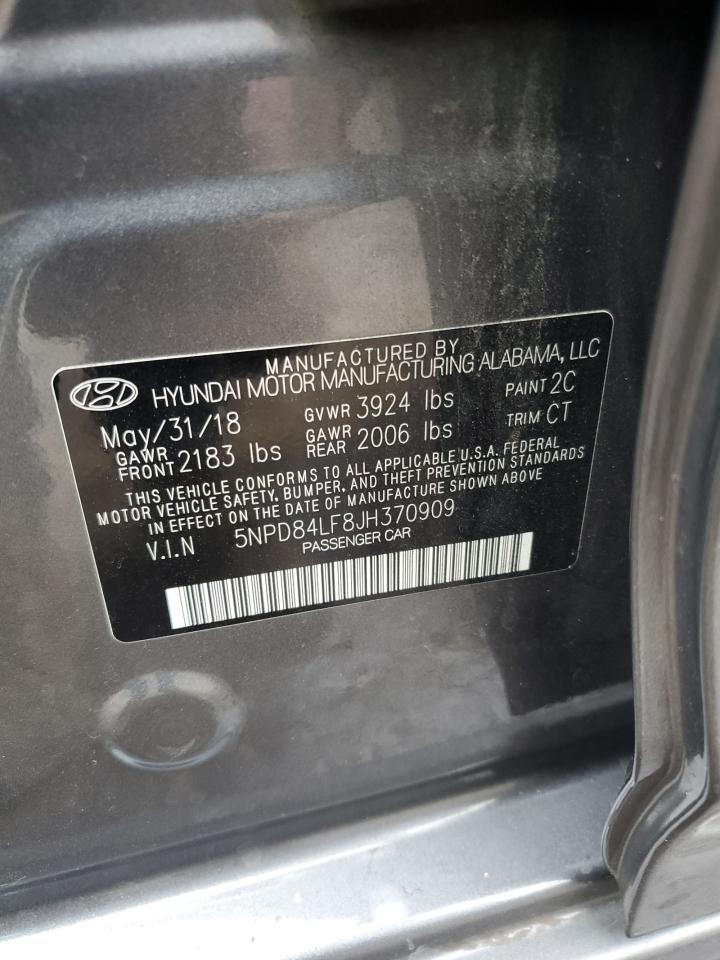 MANUFACTURED BY
HYUNDAI MOTOR MANUFACTURING ALABAMA, LLC
May/31/18 GVWR 3924 lbs PAINT 2C
GAWR FRONT 2183 lbs GAWR REAR 2006 lbs TRIM CT
THIS VEHICLE CONFORMS TO ALL APPLICABLE U.S.A. FEDERAL
MOTOR VEHICLE SAFETY, BUMPER, AND THEFT PREVENTION STANDARDS
IN EFFECT ON THE DATE OF MANUFACTURE SHOWN ABOVE
V.I.N 5NPD84LF8JH370909
PASSENGER CAR